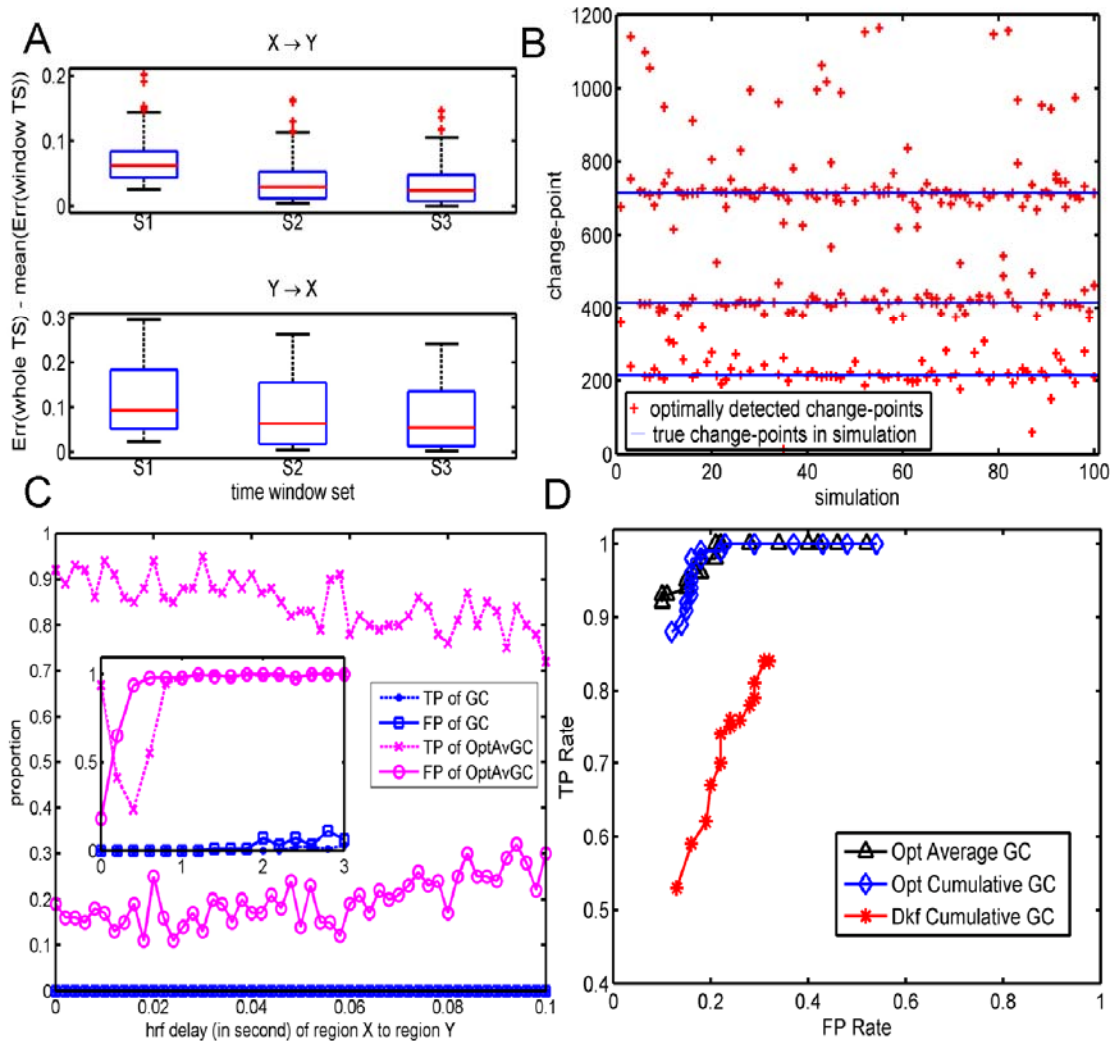 A
X → Y
0.2
0.1
0
S1 S2 S3
Y → X
0.3
0.2
0.1
0
S1 S2 S3
time window set
Err(whole TS) - mean(Err(window TS))
B
1200
1000
800
600
400
200
0
0 20 40 60 80 100
simulation
change-point
optimally detected change-points
true change-points in simulation
C
1
0.9
0.8
0.7
0.6
0.5
0.4
0.3
0.2
0.1
0
0 0.02 0.04 0.06 0.08 0.1
hrf delay (in second) of region X to region Y
proportion
1
0.5
0
0 1 2 3
TP of GC
FP of GC
TP of OptAvGC
FP of OptAvGC
D
1
0.9
0.8
0.7
0.6
0.5
0.4
0 0.2 0.4 0.6 0.8 1
FP Rate
TP Rate
Opt Average GC
Opt Cumulative GC
Dkf Cumulative GC